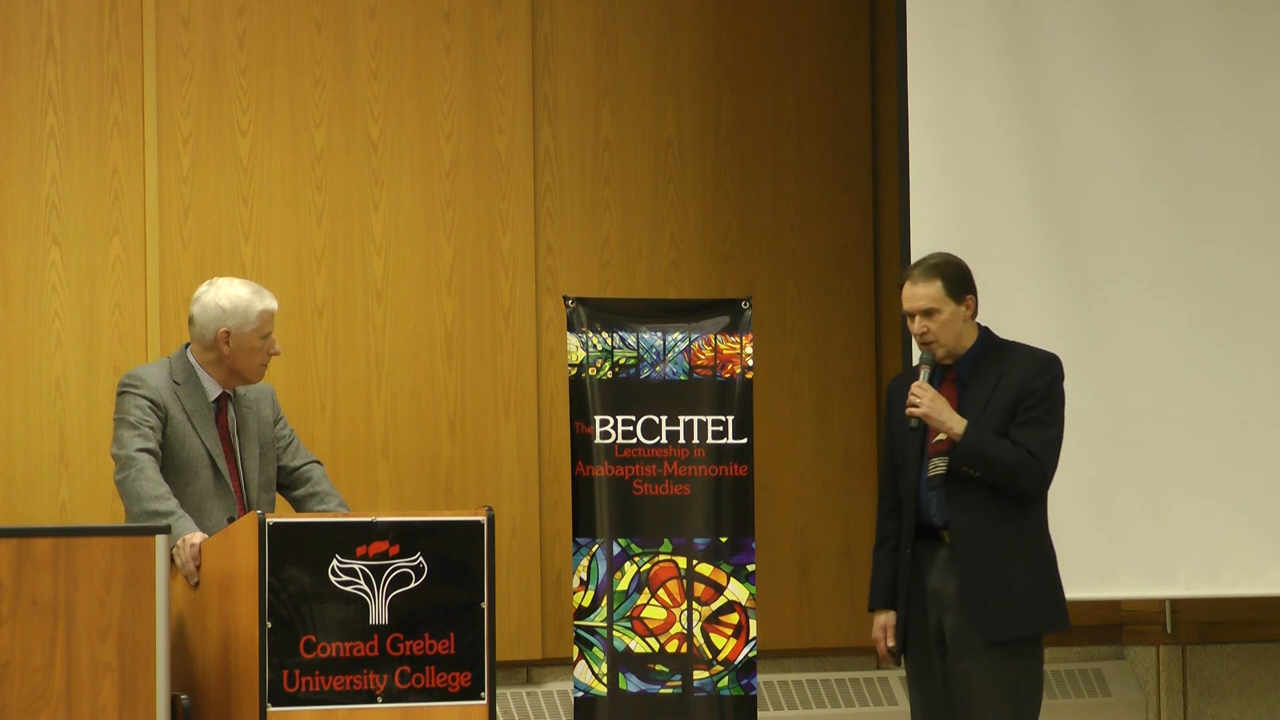 The BECHTEL
Lectureship in
Anabaptist-Mennonite
Studies
Conrad Grebel
University College